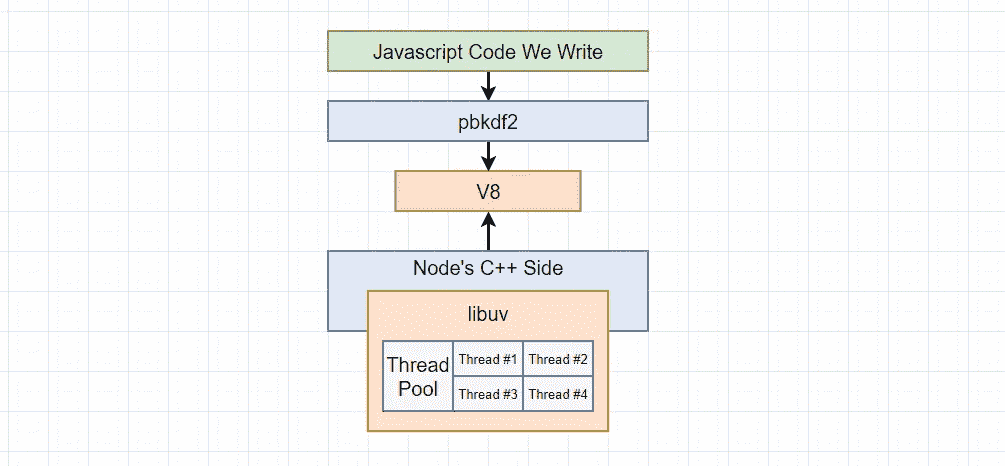 Javascript Code We Write
pbkdf2
V8
Node's C++ Side
libuv
Thread
Pool
Thread #1
Thread #2
Thread #3
Thread #4